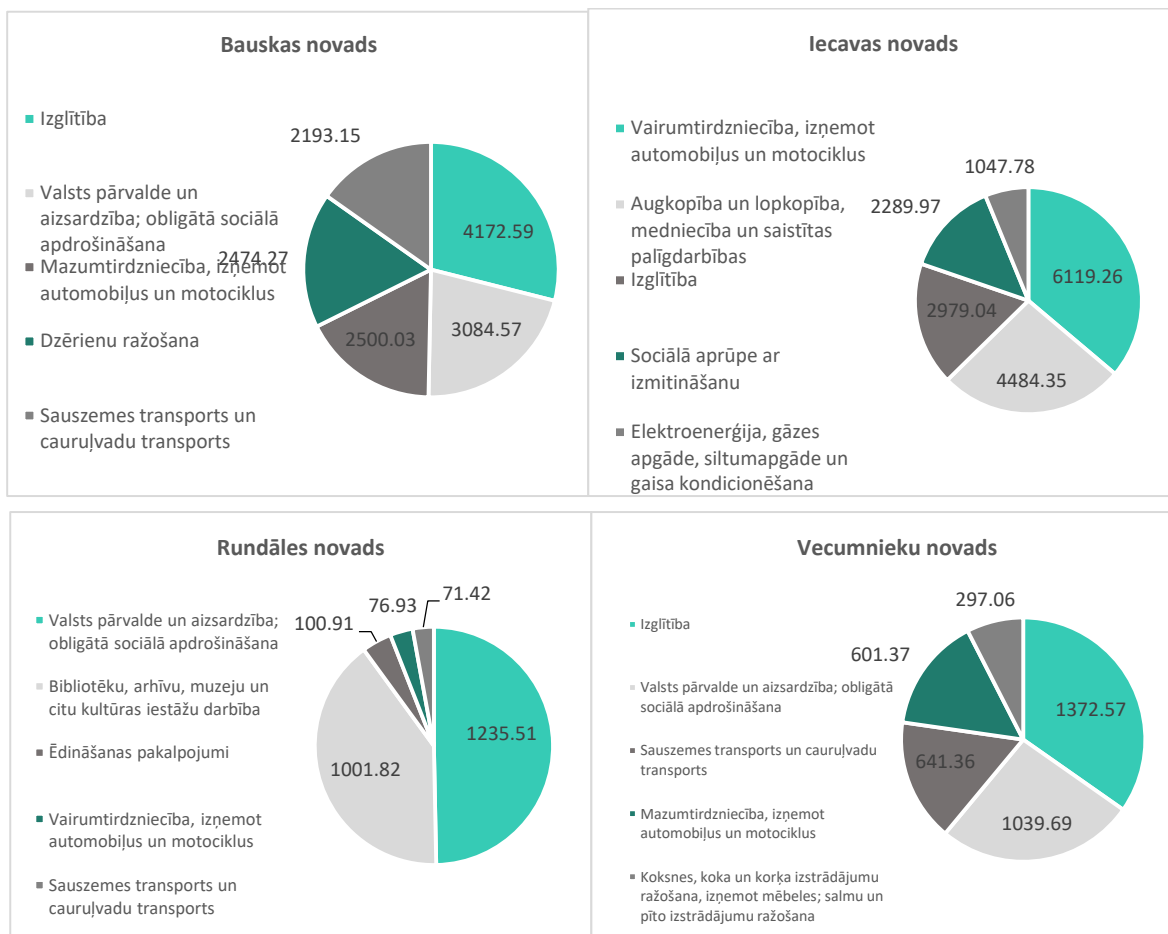 Bauskas novads
Izglītība
Valsts pārvalde un
aizsardzība; obligātā sociālā
apdrošināšana
Mazumtirdzniecība, izņemot
automobiļus un motociklus
Dzērienu ražošana
Sauszemes transports un
cauruļvadu transports
2193.15
4172.59
2474.27
2500.03
3084.57
Iecavas novads
Vairumtirdzniecība, izņemot
automobiļus un motociklus
Augkopība un lopkopība,
medniecība un saistītas
palīgdarbības
Izglītība
Sociālā aprūpe ar
izmitināšanu
Elektroenerģija, gāzes
apgāde, siltumapgāde un
gaisa kondicionēšana
1047.78
2289.97
6119.26
2979.04
4484.35
Rundāles novads
Valsts pārvalde un aizsardzība;
obligātā sociālā apdrošināšana
Bibliotēku, arhīvu, muzeju un
citu kultūras iestāžu darbība
Ēdināšanas pakalpojumi
Vairumtirdzniecība, izņemot
automobiļus un motociklus
Sauszemes transports un
cauruļvadu transports
71.42
76.93
100.91
1235.51
1001.82
Vecumnieku novads
Izglītība
Valsts pārvalde un aizsardzība; obligātā
sociālā apdrošināšana
Sauszemes transports un cauruļvadu
transports
Mazumtirdzniecība, izņemot
automobiļus un motociklus
Koksnes, koka un korķa izstrādājumu
ražošana, izņemot mēbeles; salmu un
pīto izstrādājumu ražošana
297.06
601.37
1372.57
641.36
1039.69